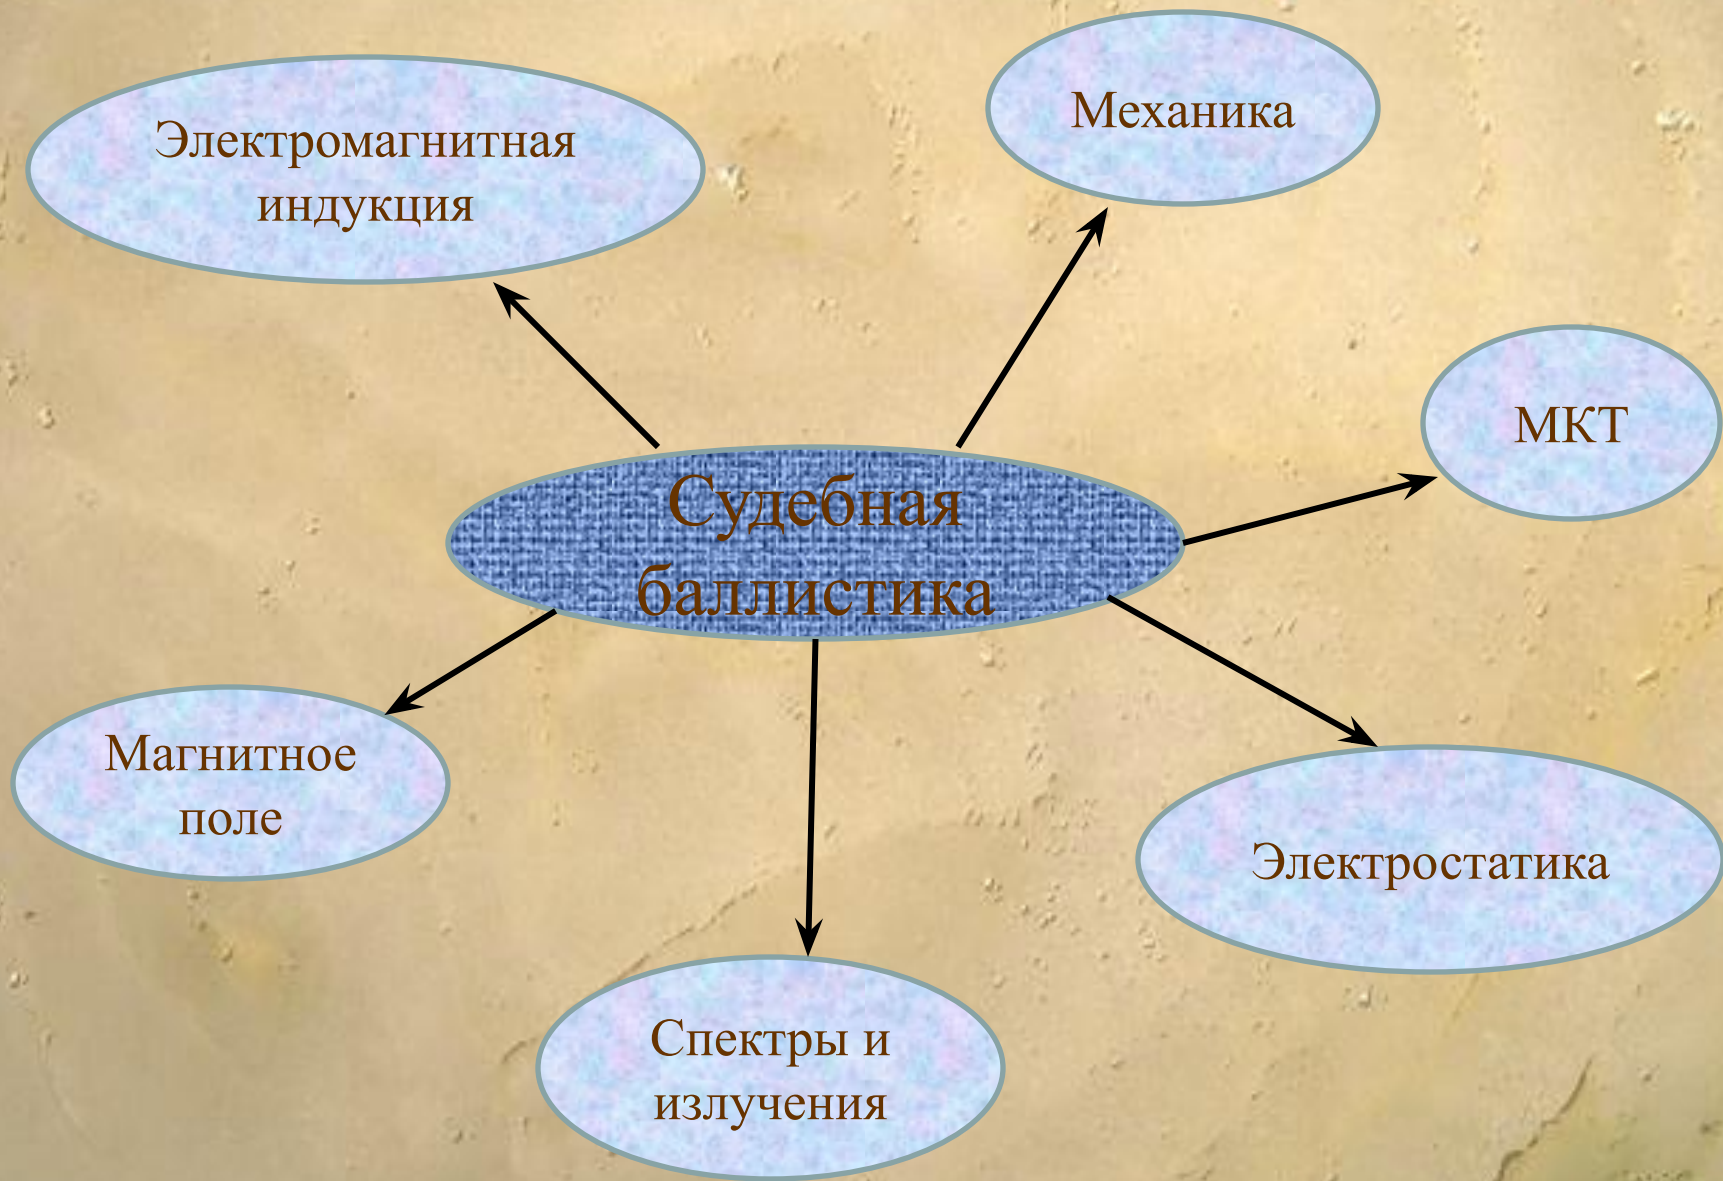 Электромагнитная
индукция
Механика
МКТ
Судебная
баллистика
Магнитное
поле
Электростатика
Спектры и
излучения